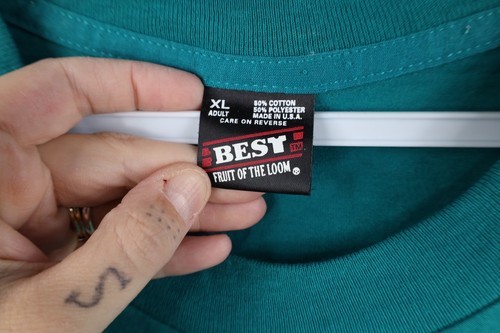 XL
ADULT
50% COTTON
50% POLYESTER
MADE IN U.S.A.
CARE ON REVERSE
BEST
FRUIT OF THE LOOM ®